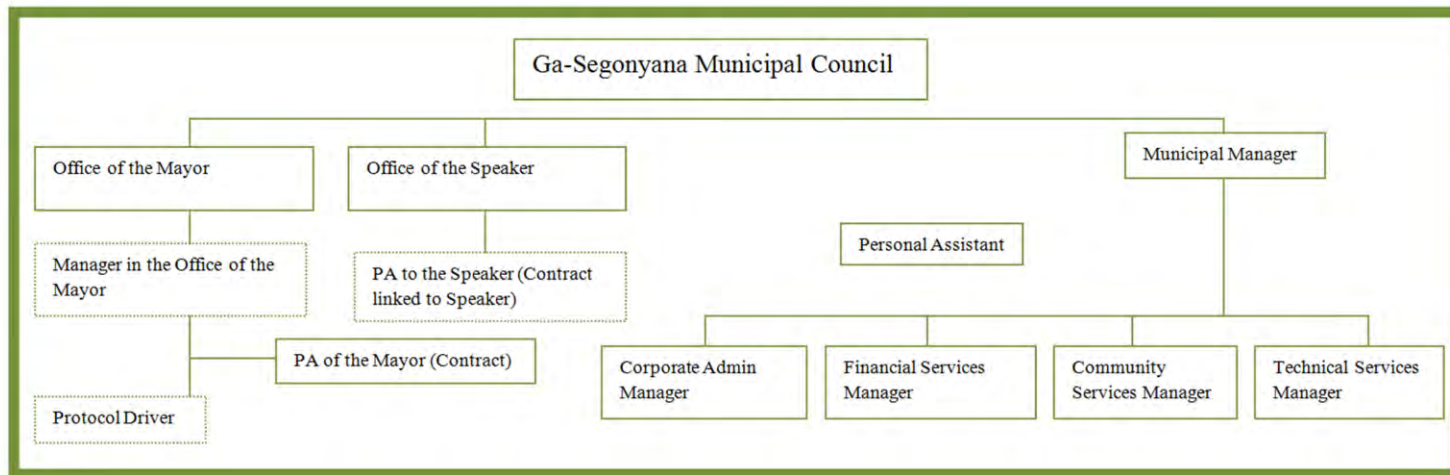 Ga-Segonyana Municipal Council
Office of the Mayor
Office of the Speaker
Municipal Manager
Personal Assistant
Manager in the Office of the
Mayor
PA to the Speaker (Contract
linked to Speaker)
PA of the Mayor (Contract)
Protocol Driver
Corporate Admin
Manager
Financial Services
Manager
Community
Services Manager
Technical Services
Manager